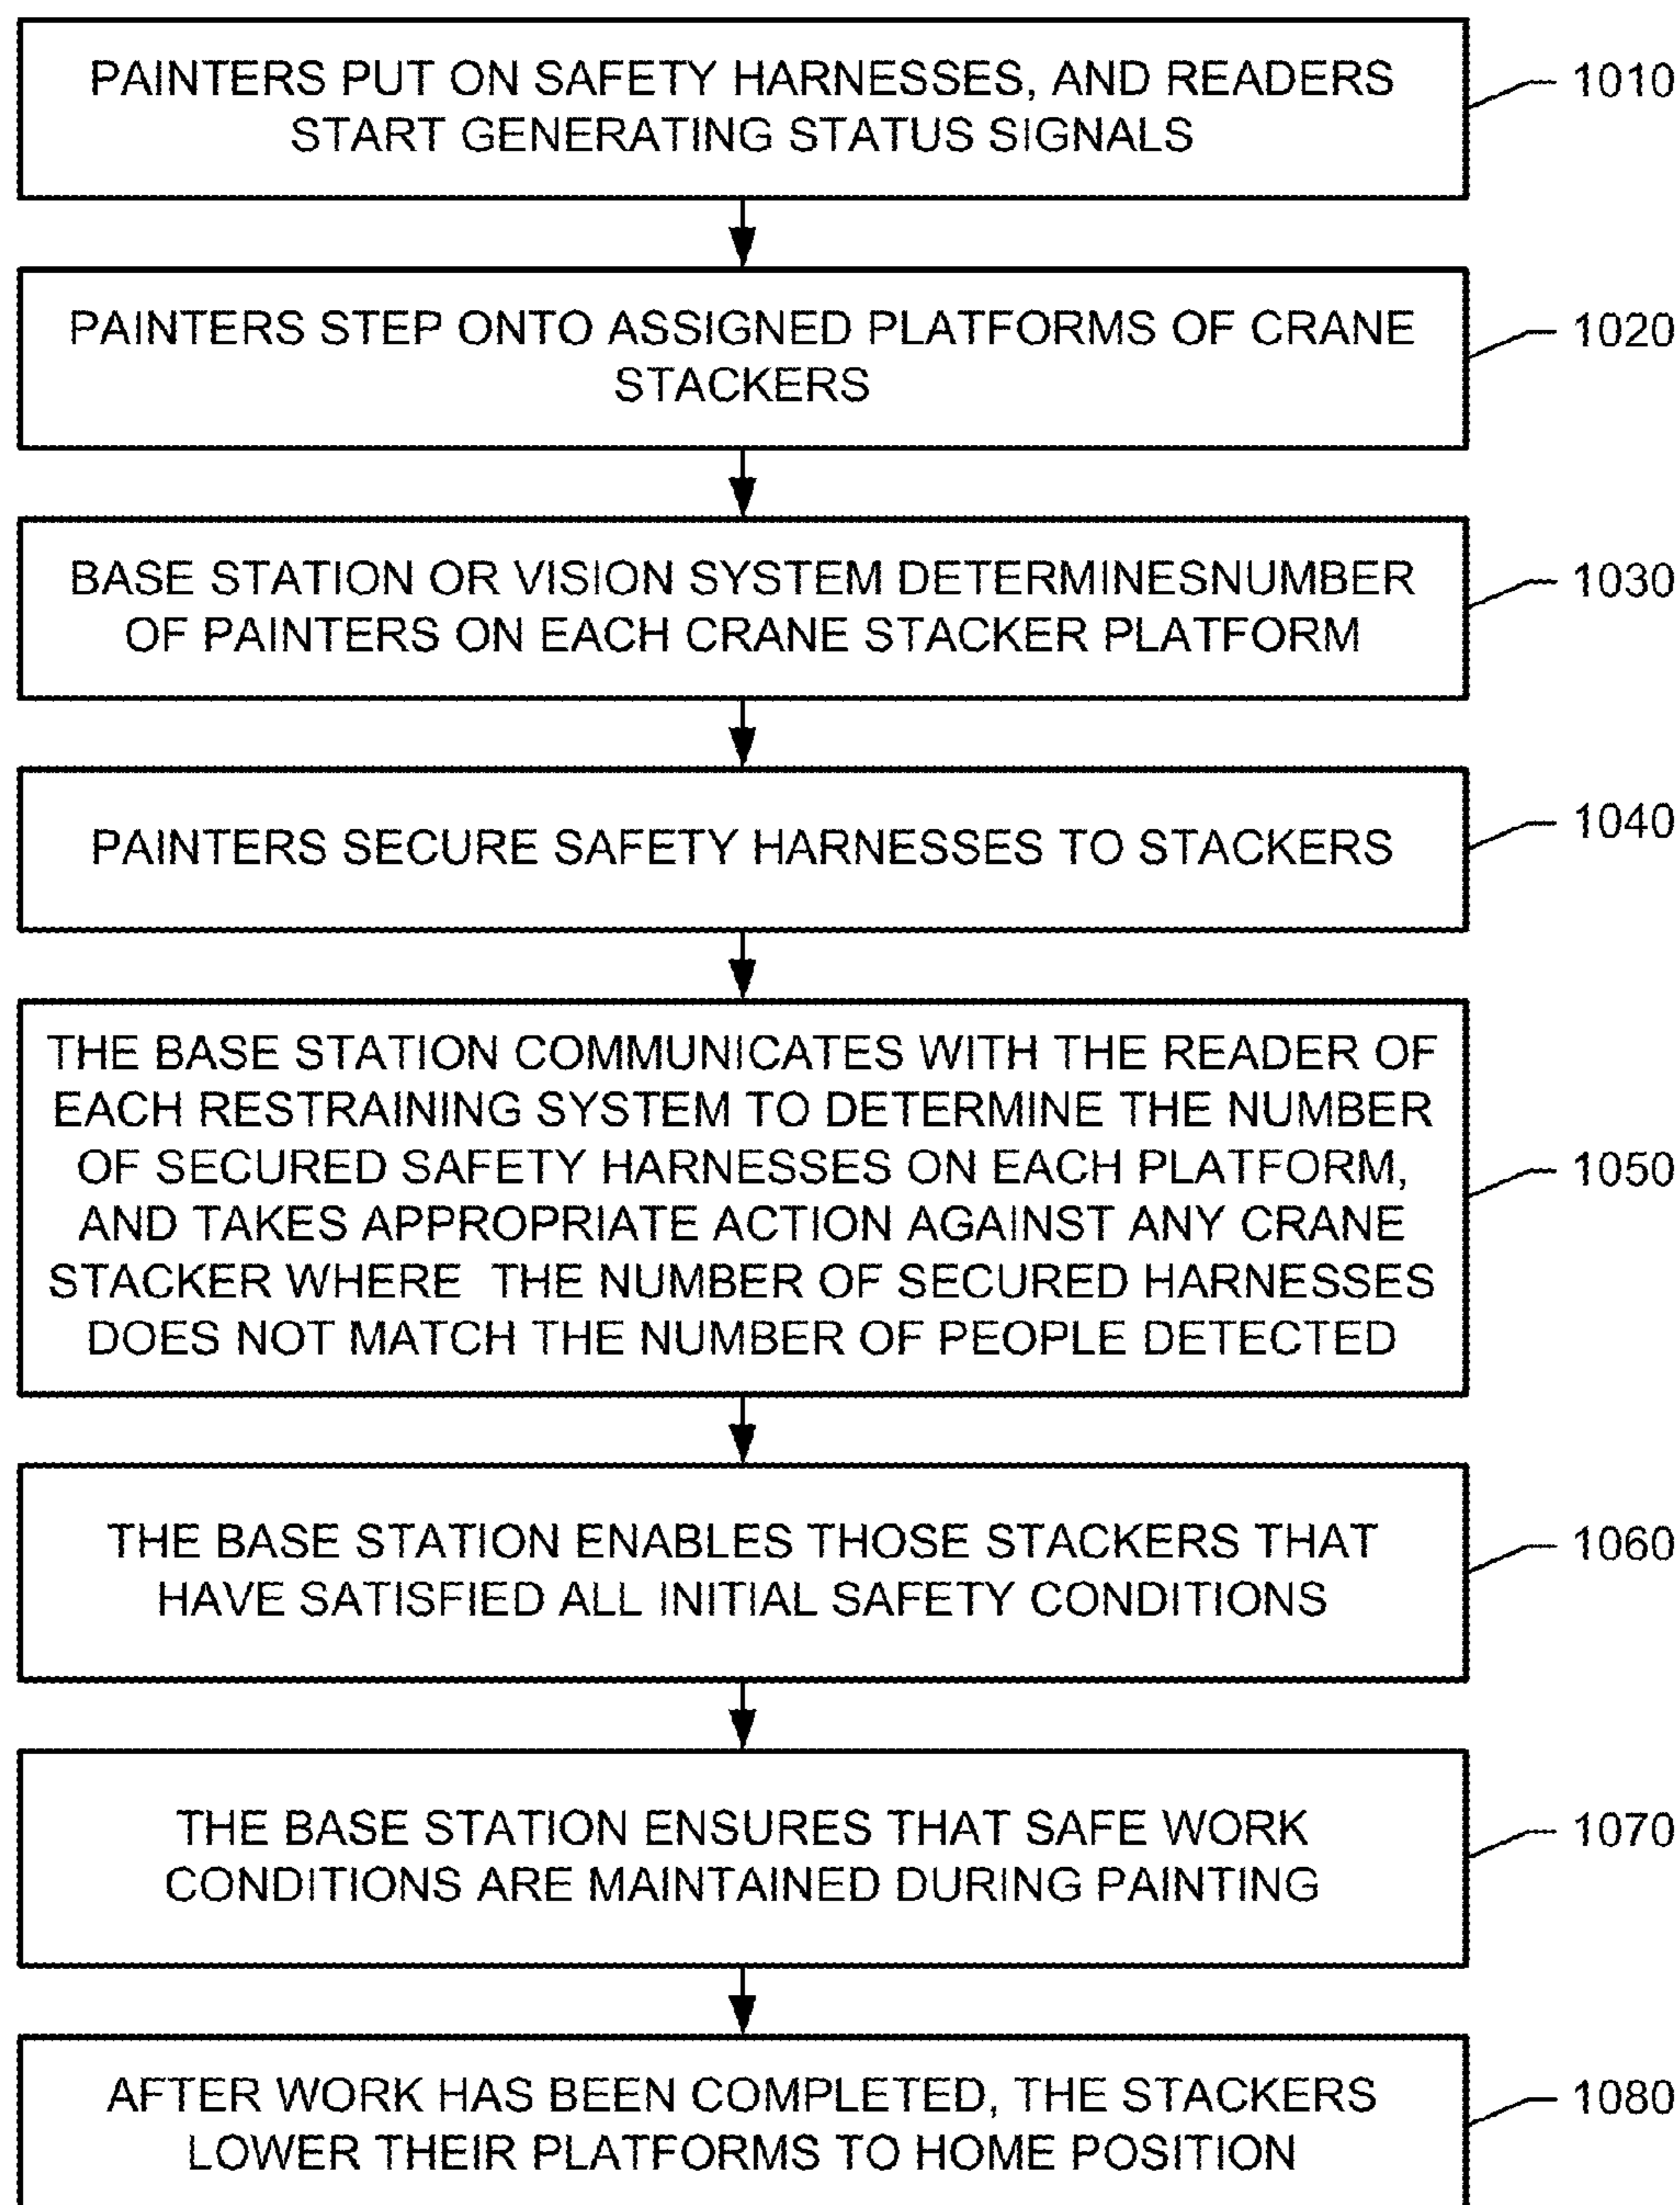 PAINTERS PUT ON SAFETY HARNESSES, AND READERS
START GENERATING STATUS SIGNALS
1010
PAINTERS STEP ONTO ASSIGNED PLATFORMS OF CRANE
STACKERS
1020
BASE STATION OR VISION SYSTEM DETERMINESNUMBER
OF PAINTERS ON EACH CRANE STACKER PLATFORM
1030
PAINTERS SECURE SAFETY HARNESSES TO STACKERS
1040
THE BASE STATION COMMUNICATES WITH THE READER OF
EACH RESTRAINING SYSTEM TO DETERMINE THE NUMBER
OF SECURED SAFETY HARNESSES ON EACH PLATFORM,
AND TAKES APPROPRIATE ACTION AGAINST ANY CRANE
STACKER WHERE THE NUMBER OF SECURED HARNESSES
DOES NOT MATCH THE NUMBER OF PEOPLE DETECTED
1050
THE BASE STATION ENABLES THOSE STACKERS THAT
HAVE SATISFIED ALL INITIAL SAFETY CONDITIONS
1060
THE BASE STATION ENSURES THAT SAFE WORK
CONDITIONS ARE MAINTAINED DURING PAINTING
1070
AFTER WORK HAS BEEN COMPLETED, THE STACKERS
LOWER THEIR PLATFORMS TO HOME POSITION
1080